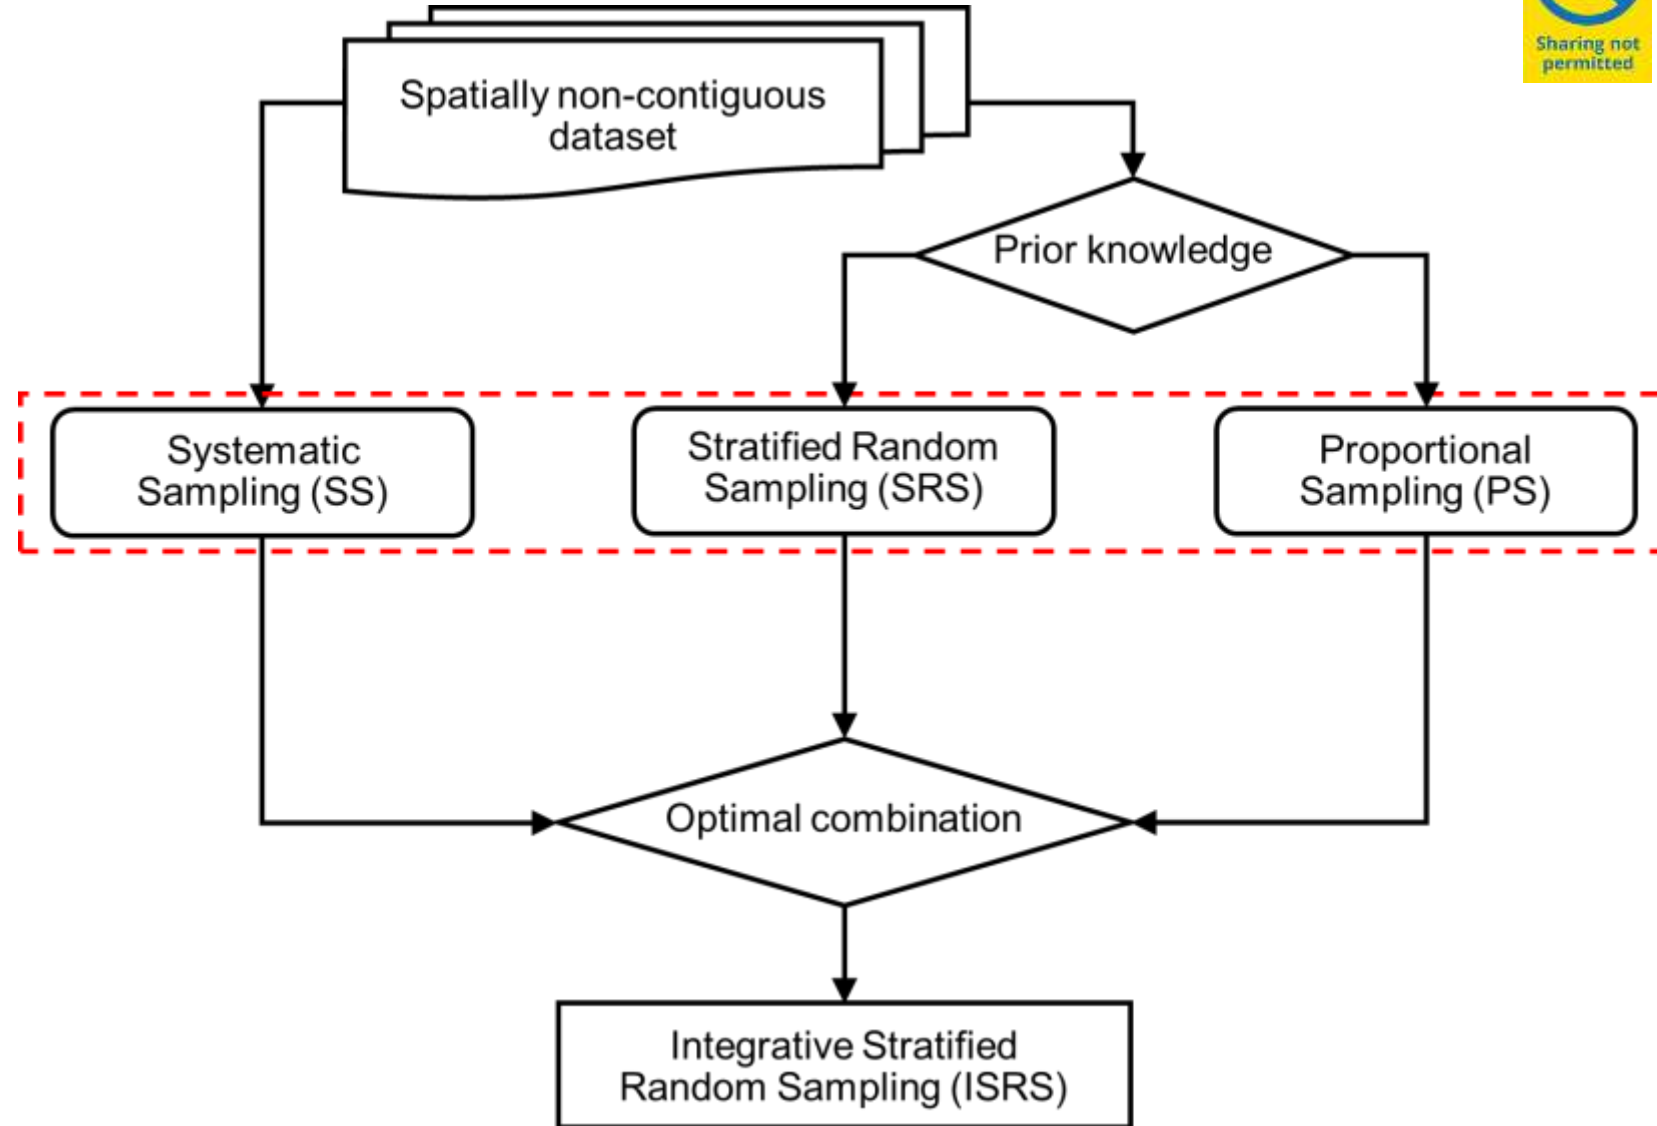 Sharing not
permitted
Spatially non-contiguous
dataset
Prior knowledge
Systematic
Sampling (SS)
Stratified Random
Sampling (SRS)
Proportional
Sampling (PS)
Optimal combination
Integrative Stratified
Random Sampling (ISRS)